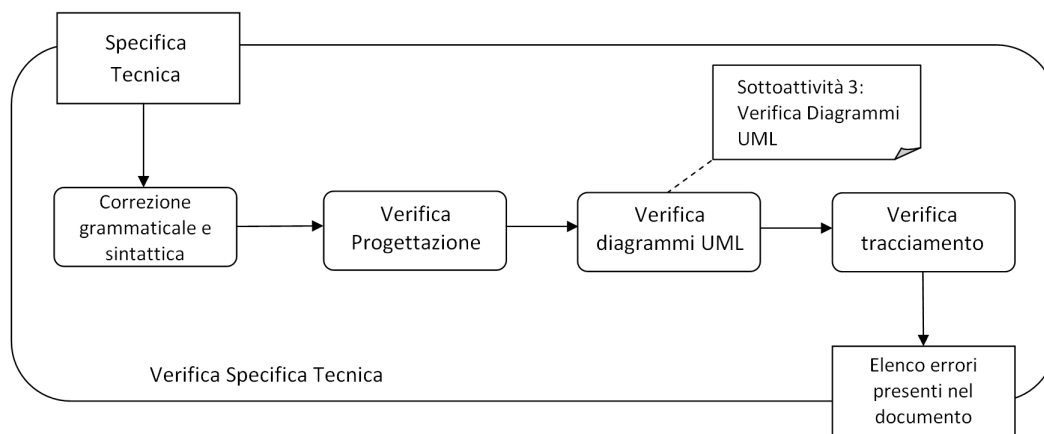 Specifica
Tecnica
Sottoattività 3:
Verifica Diagrammi
UML
Correzione
grammaticale e
sintattica
Verifica
Progettazione
Verifica
diagrammi UML
Verifica
tracciamento
Verifica Specifica Tecnica
Elenco errori
presenti nel
documento